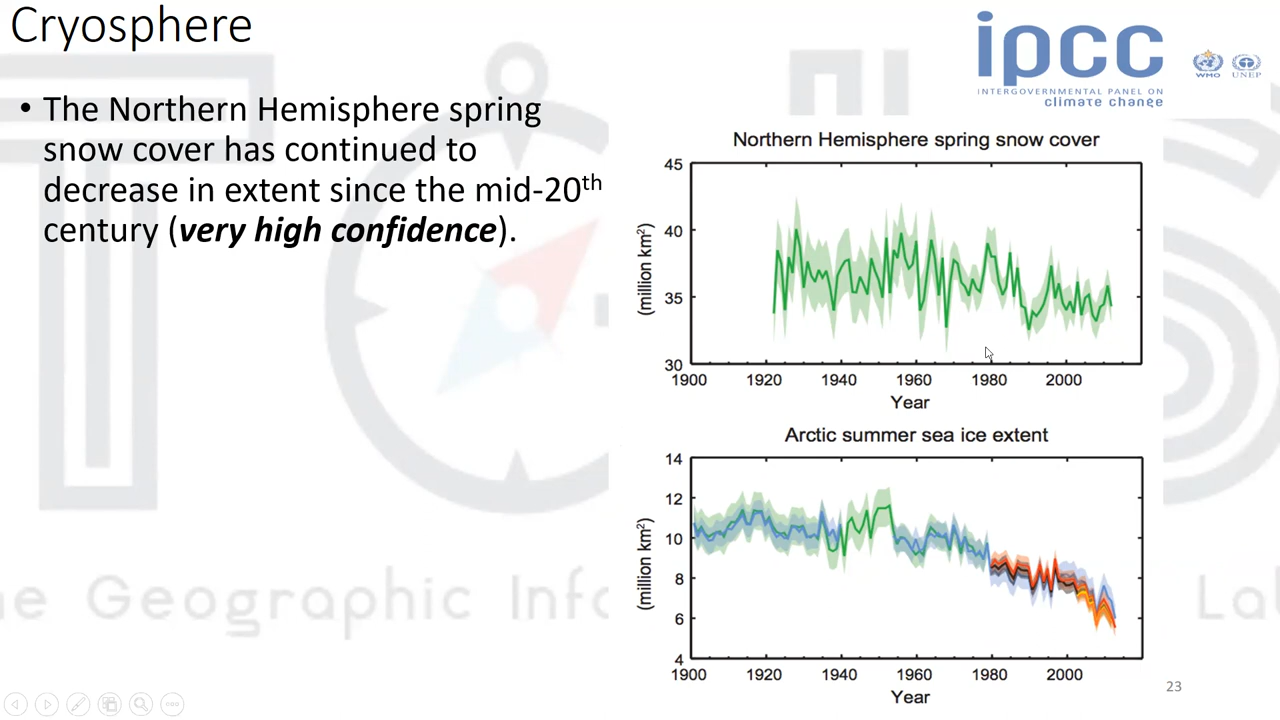 Cryosphere
• The Northern Hemisphere spring
snow cover has continued to
decrease in extent since the mid-20th
century (very high confidence).
ipcc
INTERGOVERNMENTAL PANEL ON
climate change
WMO
UNEP
Northern Hemisphere spring snow cover
45
40
35
30
(million km²)
1900 1920 1940 1960 1980 2000
Year
Arctic summer sea ice extent
14
12
10
8
6
4
(million km²)
1900 1920 1940 1960 1980 2000
Year
23
Geographic